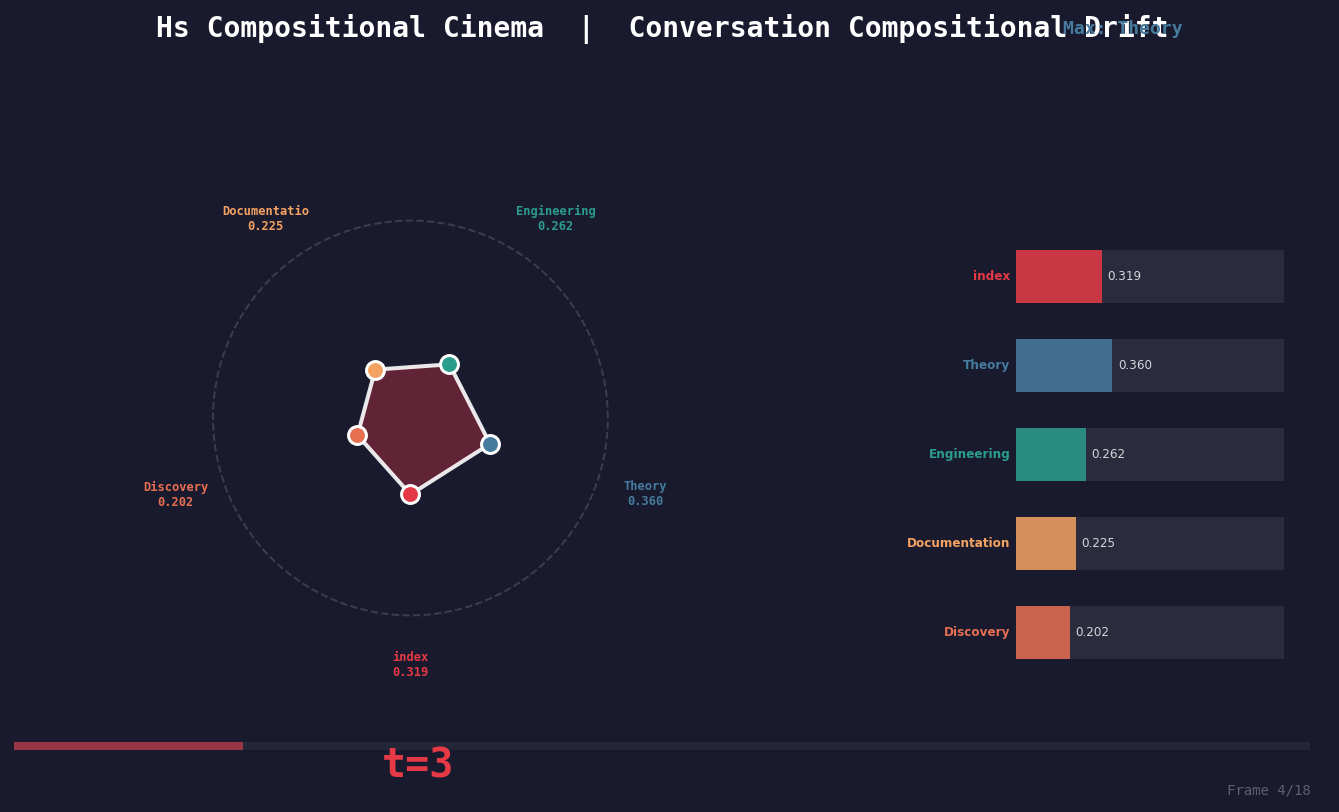 Hs Compositional Cinema | Conversation Compositional Drift
Max: Theory
Documentatio
0.225
Engineering
0.262
Discovery
0.202
Theory
0.360
index
0.319
index 0.319
Theory 0.360
Engineering 0.262
Documentation 0.225
Discovery 0.202
t=3
Frame 4/18